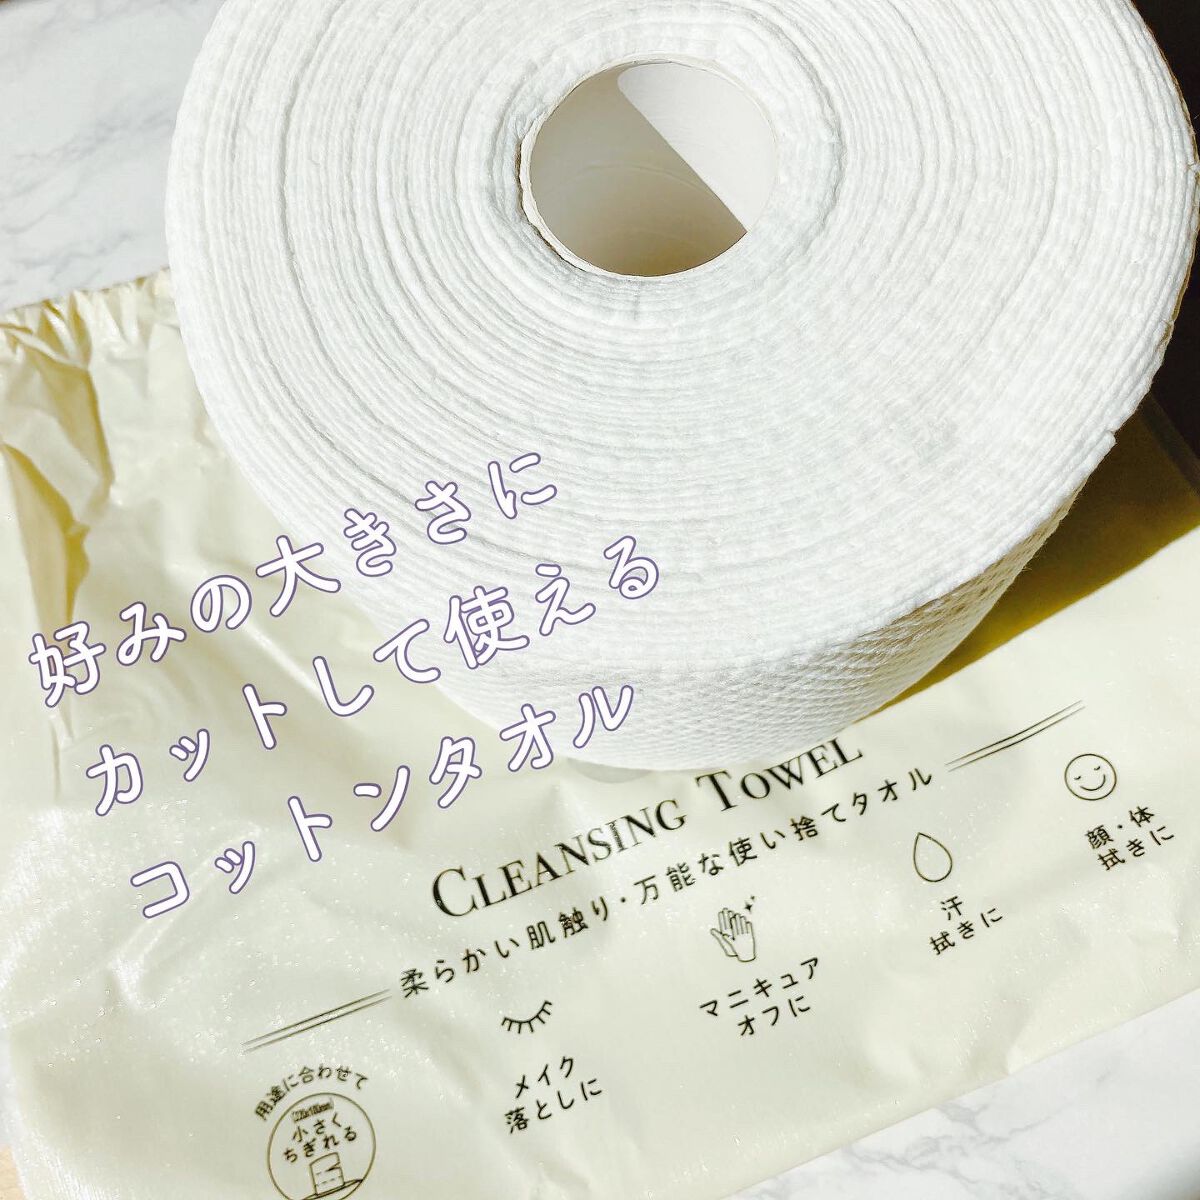 好みの大きさに
カットして使える
コットンタオル
CLEANSING TOWEL
柔らかい肌触り・万能な使い捨てタオル
顔・体
拭きに
汗
拭きに
マニキュア
オフに
メイク
落としに
用途に合わせて
小さく
ちぎれる